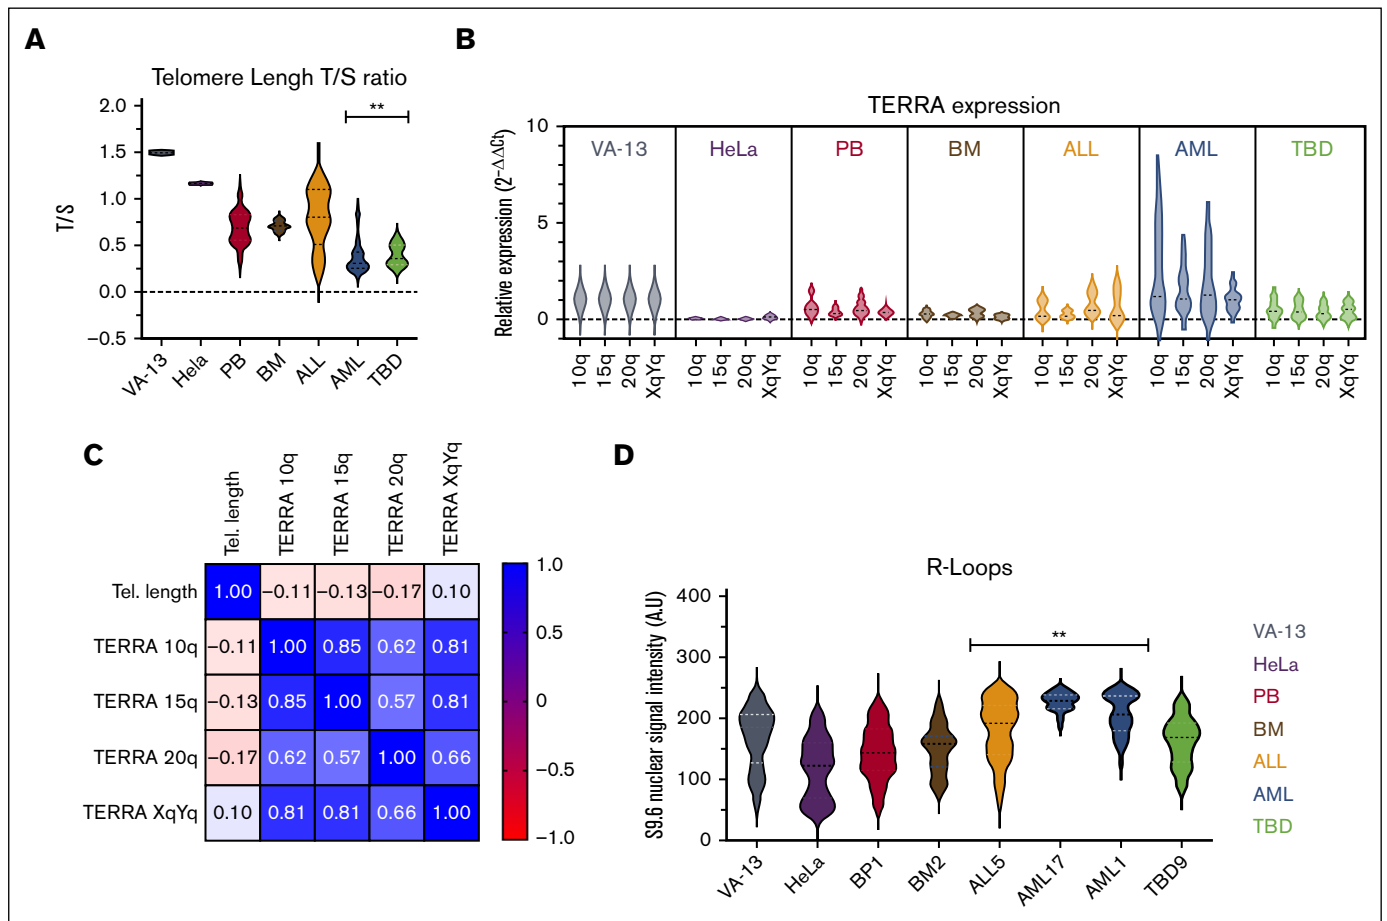 A
Telomere Lengh T/S ratio
T/S
2.0
1.5
1.0
0.5
0.0
−0.5
**
VA-13
Hela
PB
BM
ALL
AML
TBD
B
TERRA expression
Relative expression (2−ΔΔCt)
10
5
0
VA-13
HeLa
PB
BM
ALL
AML
TBD
10q 15q 20q XqYq
10q 15q 20q XqYq
10q 15q 20q XqYq
10q 15q 20q XqYq
10q 15q 20q XqYq
10q 15q 20q XqYq
10q 15q 20q XqYq
C
Tel. length
TERRA 10q
TERRA 15q
TERRA 20q
TERRA XqYq
Tel. length 1.00 −0.11 −0.13 −0.17 0.10
TERRA 10q −0.11 1.00 0.85 0.62 0.81
TERRA 15q −0.13 0.85 1.00 0.57 0.81
TERRA 20q −0.17 0.62 0.57 1.00 0.66
TERRA XqYq 0.10 0.81 0.81 0.66 1.00
1.0
0.5
0
−0.5
−1.0
D
R-Loops
S9.6 nuclear signal intensity (A.U)
400
300
200
100
0
**
VA-13
HeLa
BP1
BM2
ALL5
AML17
AML1
TBD9
VA-13
HeLa
PB
BM
ALL
AML
TBD